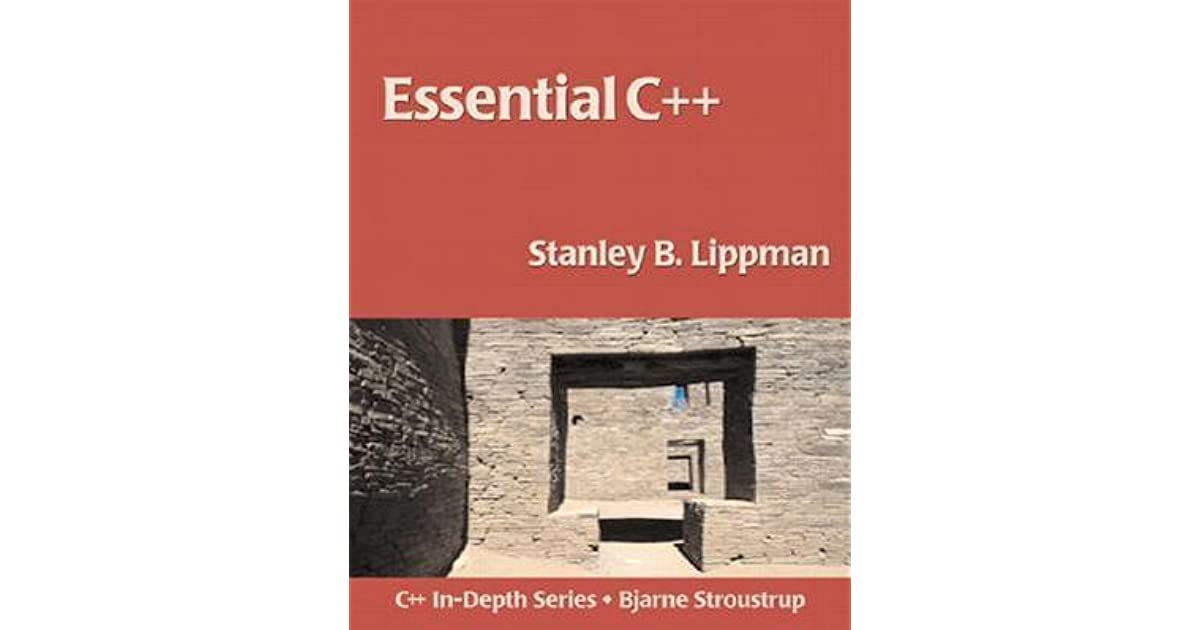 Essential C++
Stanley B. Lippman
C++ In-Depth Series • Bjarne Stroustrup